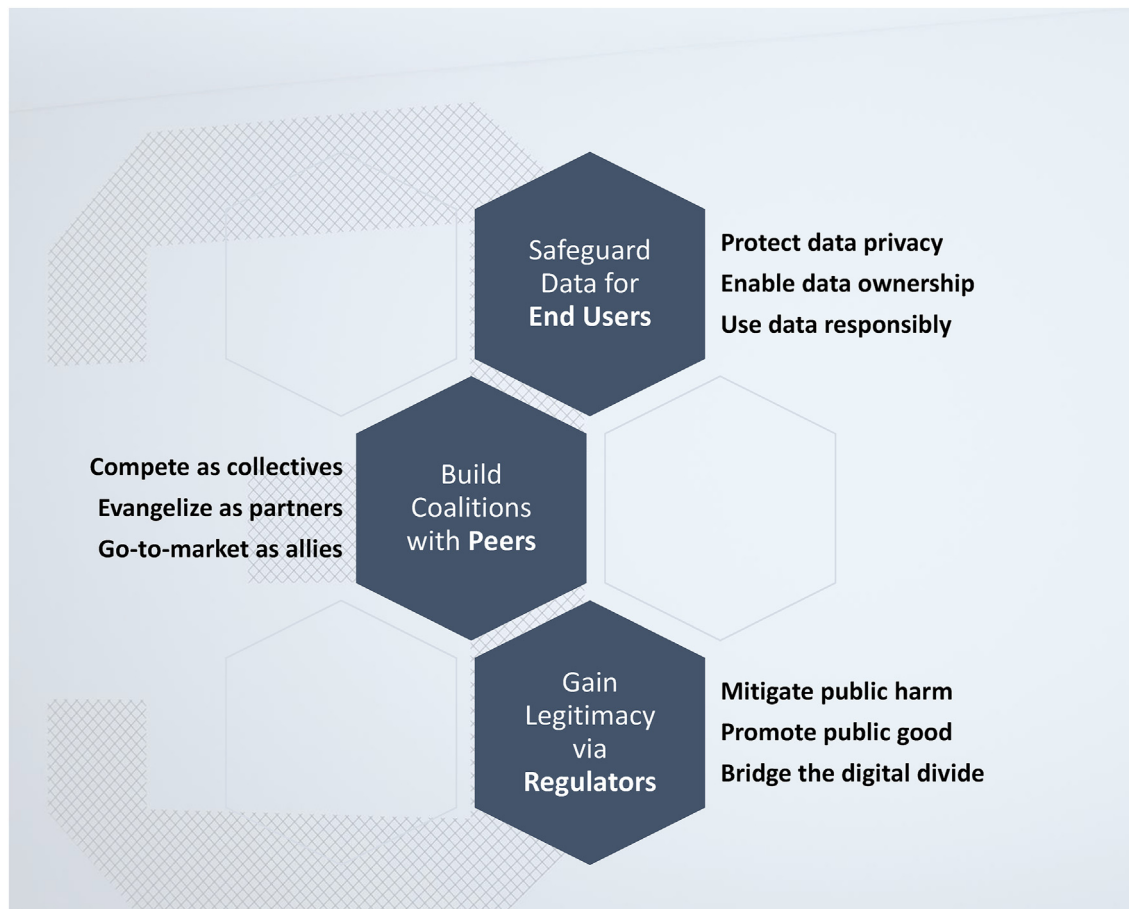 Safeguard
Data for
End Users
Protect data privacy
Enable data ownership
Use data responsibly
Compete as collectives
Evangelize as partners
Go-to-market as allies
Build
Coalitions
with Peers
Gain
Legitimacy
via
Regulators
Mitigate public harm
Promote public good
Bridge the digital divide